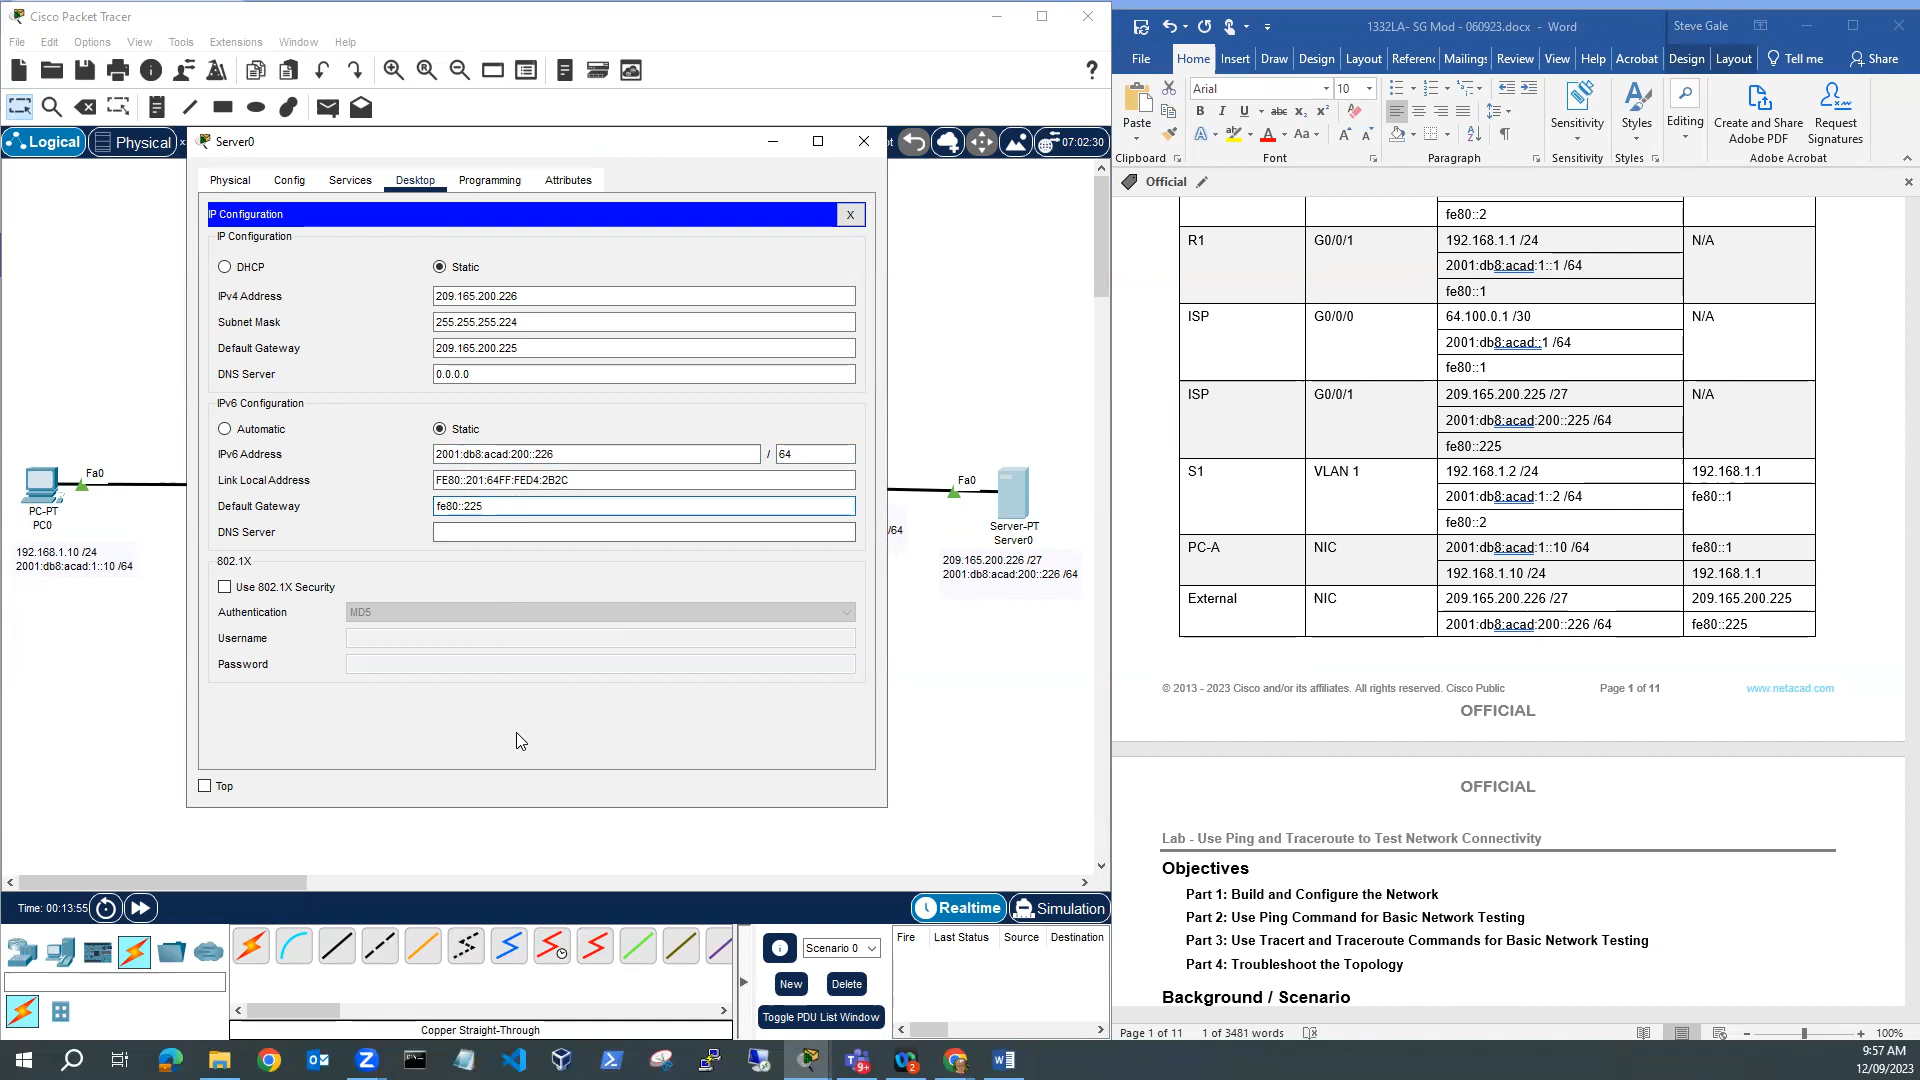 Cisco Packet Tracer
File Edit Options View Tools Extensions Window Help
Logical
Physical
07:02:30
Server0
Physical Config Services Desktop Programming Attributes
IP Configuration
X
IP Configuration
DHCP
Static
IPv4 Address
209.165.200.226
Subnet Mask
255.255.255.224
Default Gateway
209.165.200.225
DNS Server
0.0.0.0
IPv6 Configuration
Automatic
Static
IPv6 Address
2001:db8:acad:200::226
/
64
Link Local Address
FE80::201:64FF:FED4:2B2C
Default Gateway
fe80::225
DNS Server
802.1X
Use 802.1X Security
Authentication
MD5
Username
Password
Top
Fa0
PC-PT
PC0
192.168.1.10 /24
2001:db8:acad:1::10 /64
/64
Fa0
Server-PT
Server0
209.165.200.226 /27
2001:db8:acad:200::226 /64
Time: 00:13:55
Realtime
Simulation
Copper Straight-Through
Scenario 0
New
Delete
Toggle PDU List Window
Fire Last Status Source Destination
1332LA- SG Mod - 060923.docx - Word
Steve Gale
File Home Insert Draw Design Layout Referenc Mailings Review View Help Acrobat Design Layout Tell me Share
Paste
Arial
10
B I U abc x₂ x²
A A Aa A A
Sensitivity
Styles
Editing
Create and Share
Adobe PDF
Request
Signatures
Clipboard Font Paragraph Sensitivity Styles Adobe Acrobat
Official
fe80::2
R1 G0/0/1 192.168.1.1 /24 N/A
2001:db8:acad:1::1 /64
fe80::1
ISP G0/0/0 64.100.0.1 /30 N/A
2001:db8:acad::1 /64
fe80::1
ISP G0/0/1 209.165.200.225 /27 N/A
2001:db8:acad:200::225 /64
fe80::225
S1 VLAN 1 192.168.1.2 /24 192.168.1.1
2001:db8:acad:1::2 /64 fe80::1
fe80::2
PC-A NIC 2001:db8:acad:1::10 /64 fe80::1
192.168.1.10 /24 192.168.1.1
External NIC 209.165.200.226 /27 209.165.200.225
2001:db8:acad:200::226 /64 fe80::225
© 2013 - 2023 Cisco and/or its affiliates. All rights reserved. Cisco Public Page 1 of 11 www.netacad.com
OFFICIAL
OFFICIAL
Lab - Use Ping and Traceroute to Test Network Connectivity
Objectives
Part 1: Build and Configure the Network
Part 2: Use Ping Command for Basic Network Testing
Part 3: Use Tracert and Traceroute Commands for Basic Network Testing
Part 4: Troubleshoot the Topology
Background / Scenario
Page 1 of 11 1 of 3481 words
100%
9:57 AM
12/09/2023